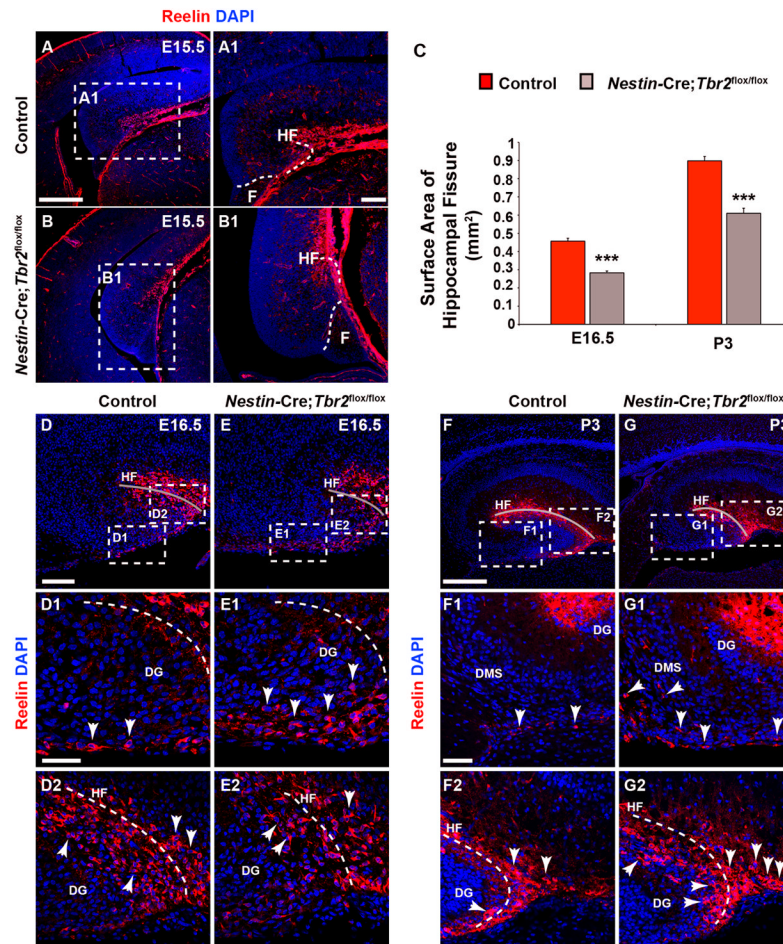 Reelin DAPI
A
E15.5
A1
A1
HF
F
Control
B
E15.5
B1
B1
HF
F
Nestin-Cre;Tbr2flox/flox
C
Control
Nestin-Cre;Tbr2flox/flox
Surface Area of
Hippocampal Fissure
(mm²)
1
0.9
0.8
0.7
0.6
0.5
0.4
0.3
0.2
0.1
0
***
***
E16.5
P3
Control
Nestin-Cre;Tbr2flox/flox
D
E16.5
HF
D2
D1
E
E16.5
HF
E2
E1
Control
Nestin-Cre;Tbr2flox/flox
F
P3
HF
F1
F2
G
P3
HF
G1
G2
Reelin DAPI
D1
DG
E1
DG
Reelin DAPI
F1
DG
DMS
G1
DG
DMS
D2
HF
DG
E2
HF
DG
F2
HF
DG
G2
HF
DG